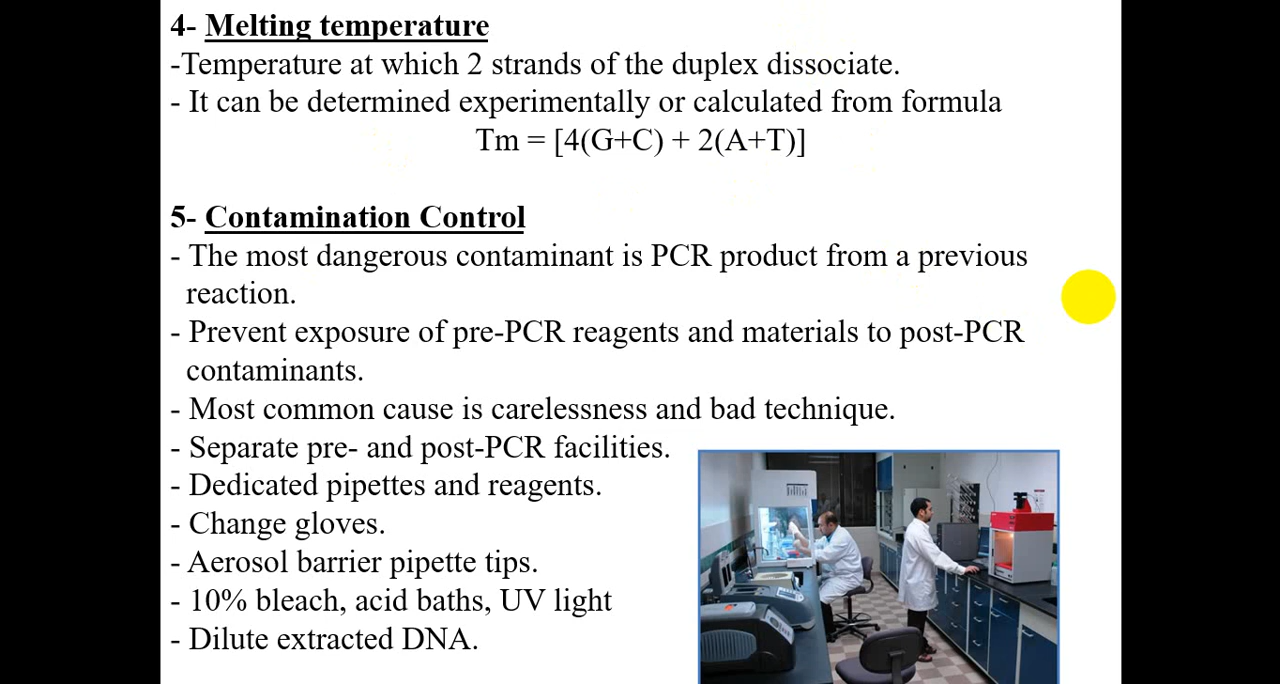 4- Melting temperature
-Temperature at which 2 strands of the duplex dissociate.
- It can be determined experimentally or calculated from formula
Tm = [4(G+C) + 2(A+T)]
5- Contamination Control
- The most dangerous contaminant is PCR product from a previous
reaction.
- Prevent exposure of pre-PCR reagents and materials to post-PCR
contaminants.
- Most common cause is carelessness and bad technique.
- Separate pre- and post-PCR facilities.
- Dedicated pipettes and reagents.
- Change gloves.
- Aerosol barrier pipette tips.
- 10% bleach, acid baths, UV light
- Dilute extracted DNA.